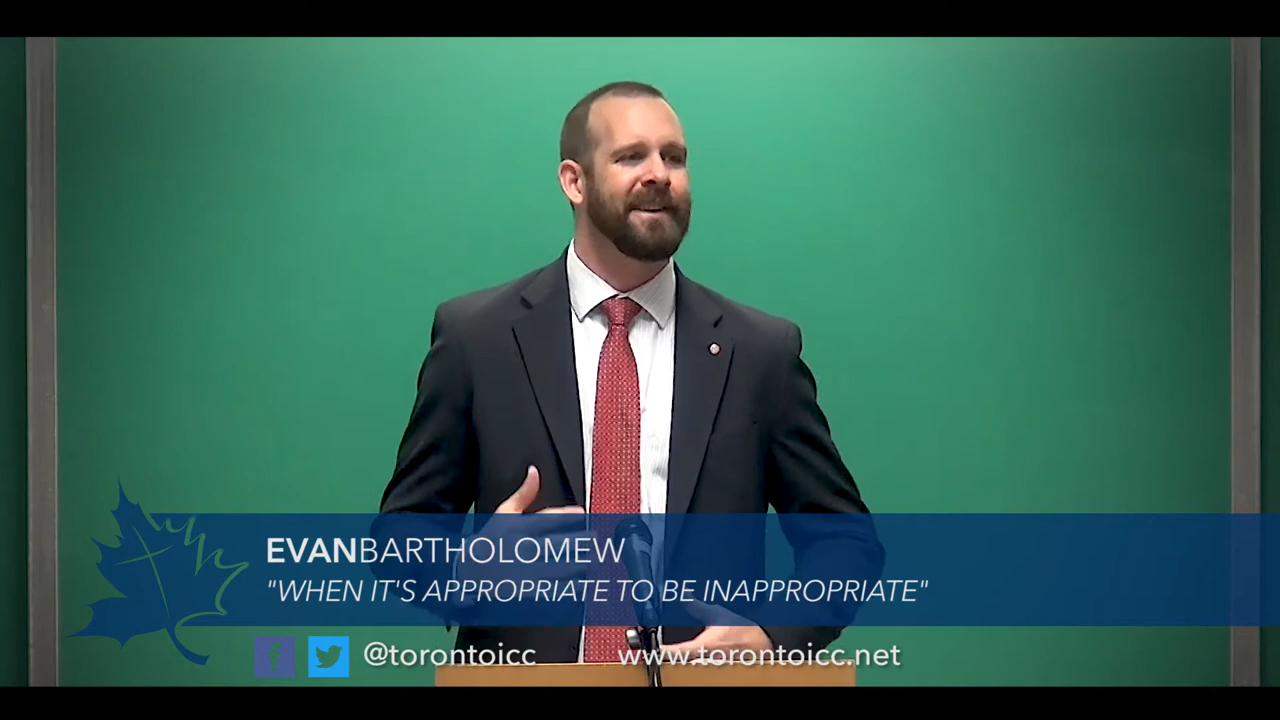 EVANBARTHOLOMEW
"WHEN IT'S APPROPRIATE TO BE INAPPROPRIATE"
@torontoicc www.torontoicc.net